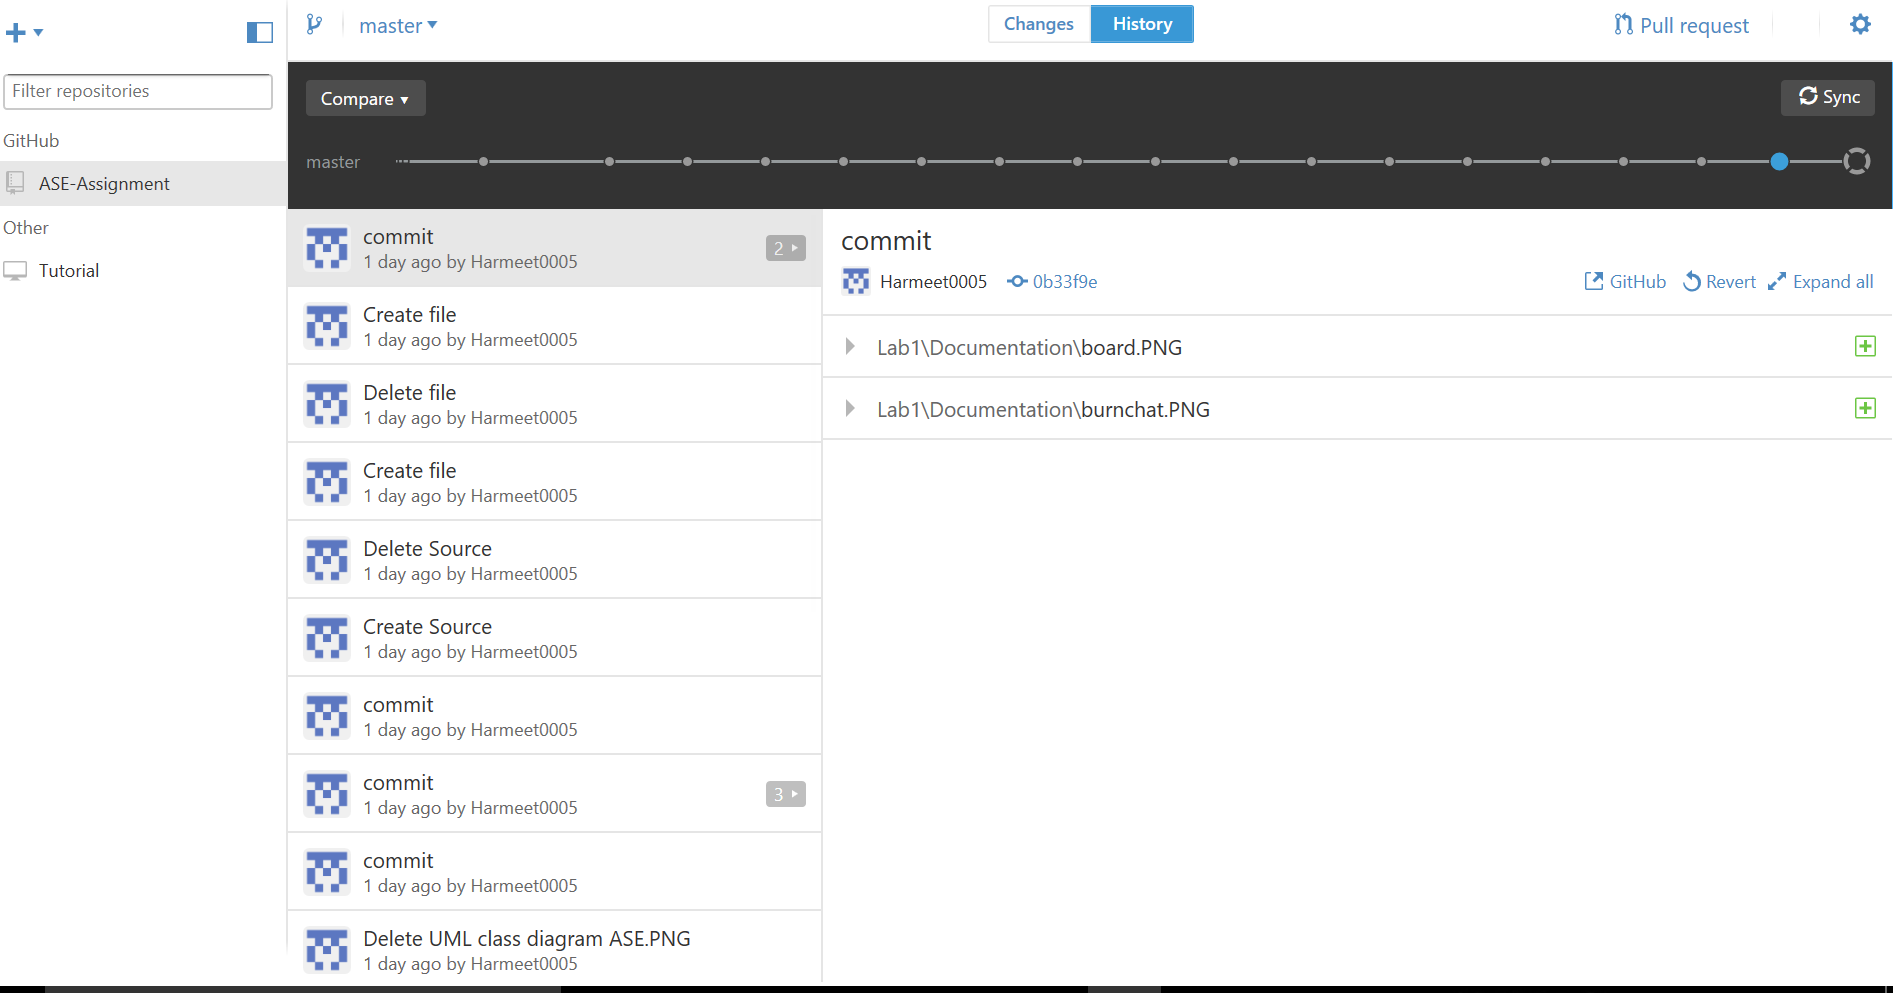 master
Changes
History
Pull request
Filter repositories
GitHub
ASE-Assignment
Other
Tutorial
Compare
Sync
master
commit
1 day ago by Harmeet0005
2
Create file
1 day ago by Harmeet0005
Delete file
1 day ago by Harmeet0005
Create file
1 day ago by Harmeet0005
Delete Source
1 day ago by Harmeet0005
Create Source
1 day ago by Harmeet0005
commit
1 day ago by Harmeet0005
commit
1 day ago by Harmeet0005
3
commit
1 day ago by Harmeet0005
Delete UML class diagram ASE.PNG
1 day ago by Harmeet0005
commit
Harmeet0005 0b33f9e
GitHub Revert Expand all
Lab1\Documentation\board.PNG
Lab1\Documentation\burnchat.PNG